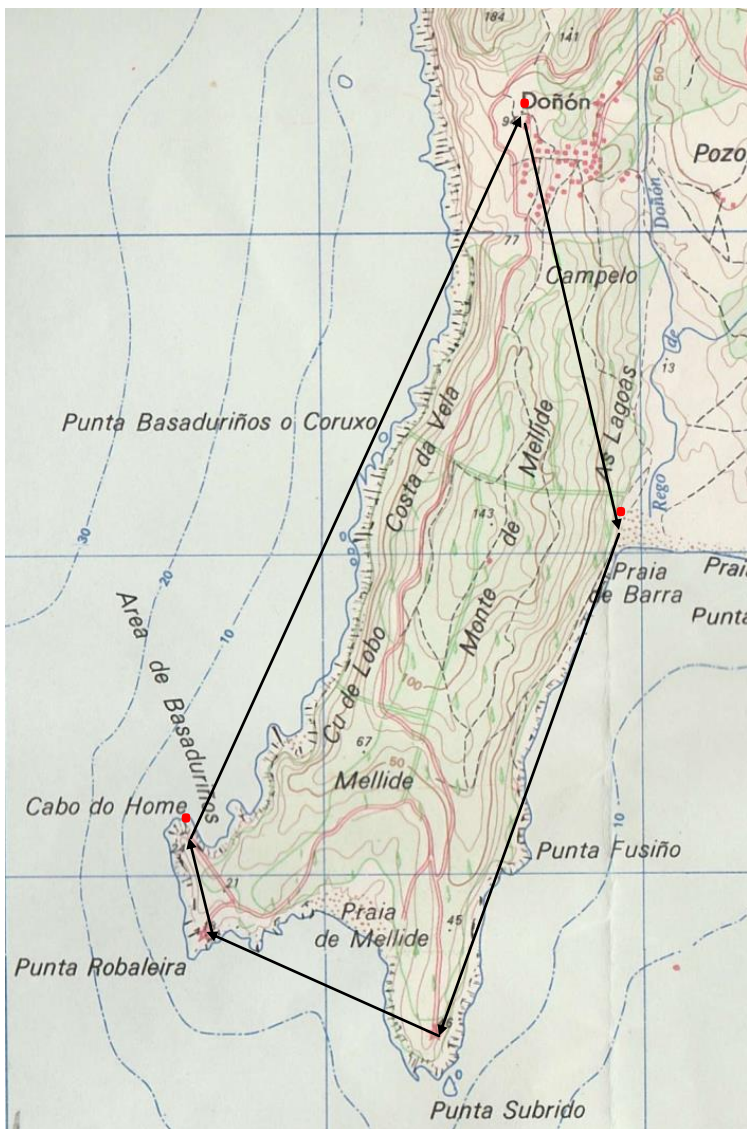 184
141
Doñón
94
50
Pozo
Doñón
77
Campelo
de
13
Punta Basaduriños o Coruxo
Costa da Vela
Mellide
As Lagoas
Rego
143
de
30
20
10
Praia
de Barra
Praia
Punta
Area de Basaduriños
Monte
100
Cu de Lobo
67
50
Mellide
Cabo do Home
10
24
21
Punta Fusiño
Praia
de Mellide
45
Punta Robaleira
Punta Subrido